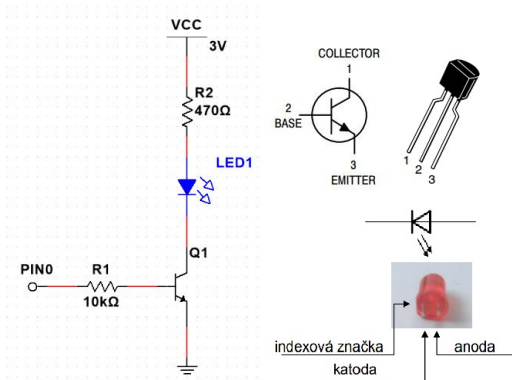 VCC
3V
R2
470Ω
LED1
Q1
PIN0
R1
10kΩ
COLLECTOR
1
2
BASE
3
EMITTER
1
2
3
indexová značka
anoda
katoda